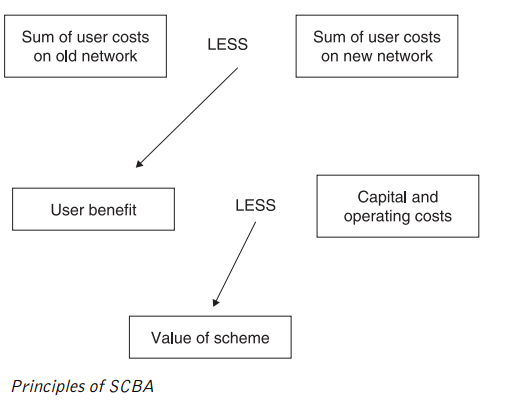 Sum of user costs
on old network
LESS
Sum of user costs
on new network
User benefit
LESS
Capital and
operating costs
Value of scheme
Principles of SCBA